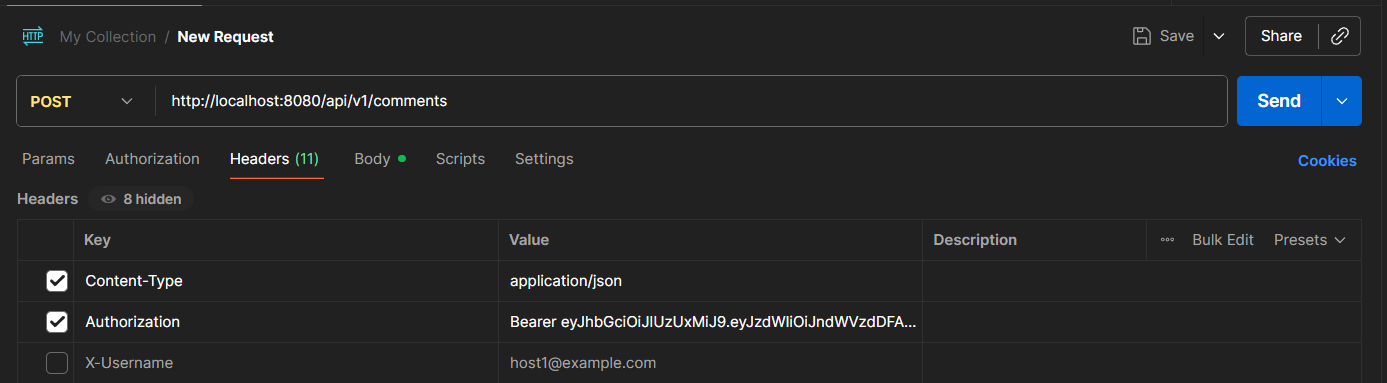 HTTP My Collection / New Request Save Share
POST http://localhost:8080/api/v1/comments Send
Params Authorization Headers (11) Body Scripts Settings Cookies
Headers 8 hidden
Key Value Description Bulk Edit Presets
Content-Type application/json
Authorization Bearer eyJhbGciOiJIUzUxMiJ9.eyJzdWIiOiJndWVzdDFA...
X-Username host1@example.com